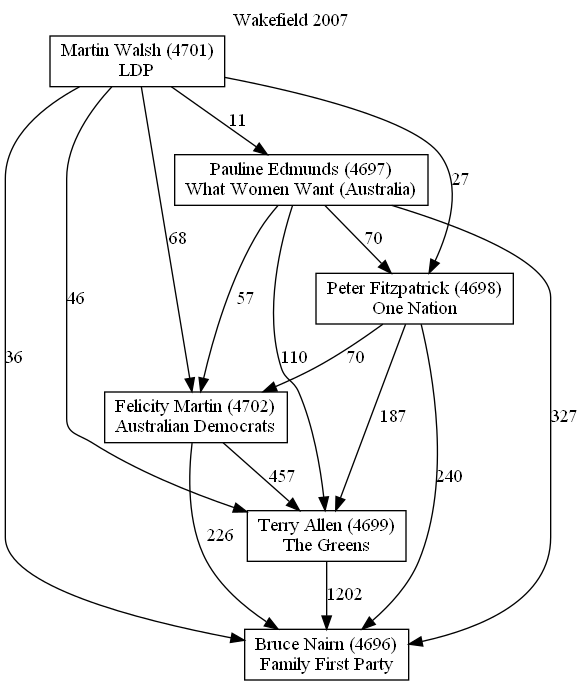 Wakefield 2007
Martin Walsh (4701)
LDP
11
Pauline Edmunds (4697)
What Women Want (Australia)
27
68
70
57
Peter Fitzpatrick (4698)
One Nation
46
36
110
70
Felicity Martin (4702)
Australian Democrats
187
327
457
240
Terry Allen (4699)
The Greens
226
1202
Bruce Nairn (4696)
Family First Party